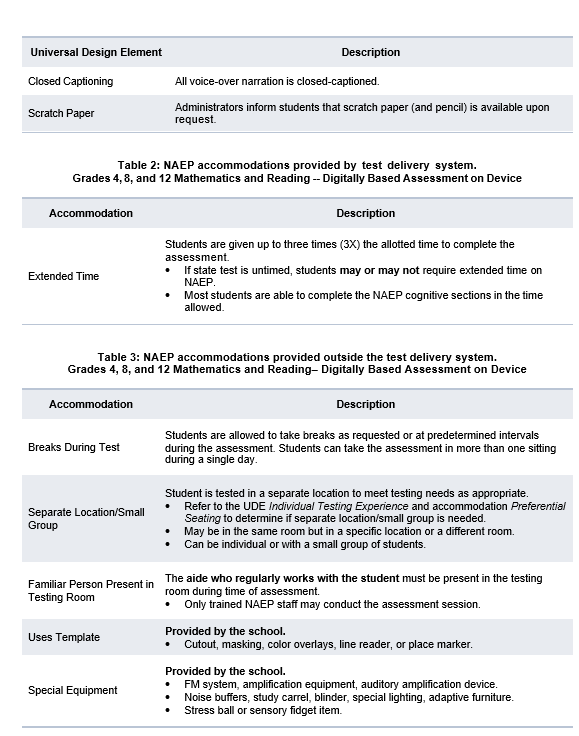 Universal Design Element Description
Closed Captioning All voice-over narration is closed-captioned.
Scratch Paper Administrators inform students that scratch paper (and pencil) is available upon
request.
Table 2: NAEP accommodations provided by test delivery system.
Grades 4, 8, and 12 Mathematics and Reading -- Digitally Based Assessment on Device
Accommodation Description
Students are given up to three times (3X) the allotted time to complete the
assessment.
Extended Time
• If state test is untimed, students may or may not require extended time on
NAEP.
• Most students are able to complete the NAEP cognitive sections in the time
allowed.
Table 3: NAEP accommodations provided outside the test delivery system.
Grades 4, 8, and 12 Mathematics and Reading– Digitally Based Assessment on Device
Accommodation Description
Breaks During Test
Students are allowed to take breaks as requested or at predetermined intervals
during the assessment. Students can take the assessment in more than one sitting
during a single day.
Separate Location/Small
Group
Student is tested in a separate location to meet testing needs as appropriate.
• Refer to the UDE Individual Testing Experience and accommodation Preferential
Seating to determine if separate location/small group is needed.
• May be in the same room but in a specific location or a different room.
• Can be individual or with a small group of students.
Familiar Person Present in
Testing Room
The aide who regularly works with the student must be present in the testing
room during time of assessment.
• Only trained NAEP staff may conduct the assessment session.
Uses Template
Provided by the school.
• Cutout, masking, color overlays, line reader, or place marker.
Special Equipment
Provided by the school.
• FM system, amplification equipment, auditory amplification device.
• Noise buffers, study carrel, blinder, special lighting, adaptive furniture.
• Stress ball or sensory fidget item.